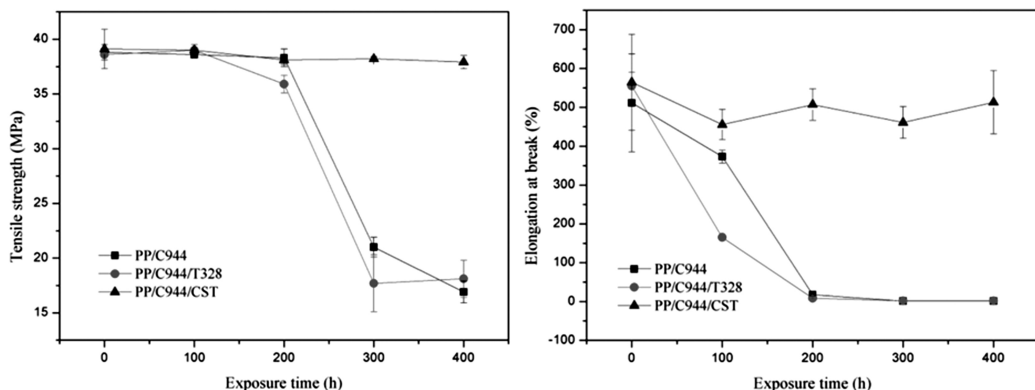 40
35
30
25
20
15
Tensile strength (MPa)
PP/C944
PP/C944/T328
PP/C944/CST
0 100 200 300 400
Exposure time (h)
700
600
500
400
300
200
100
0
-100
Elongation at break (%)
PP/C944
PP/C944/T328
PP/C944/CST
0 100 200 300 400
Exposure time (h)